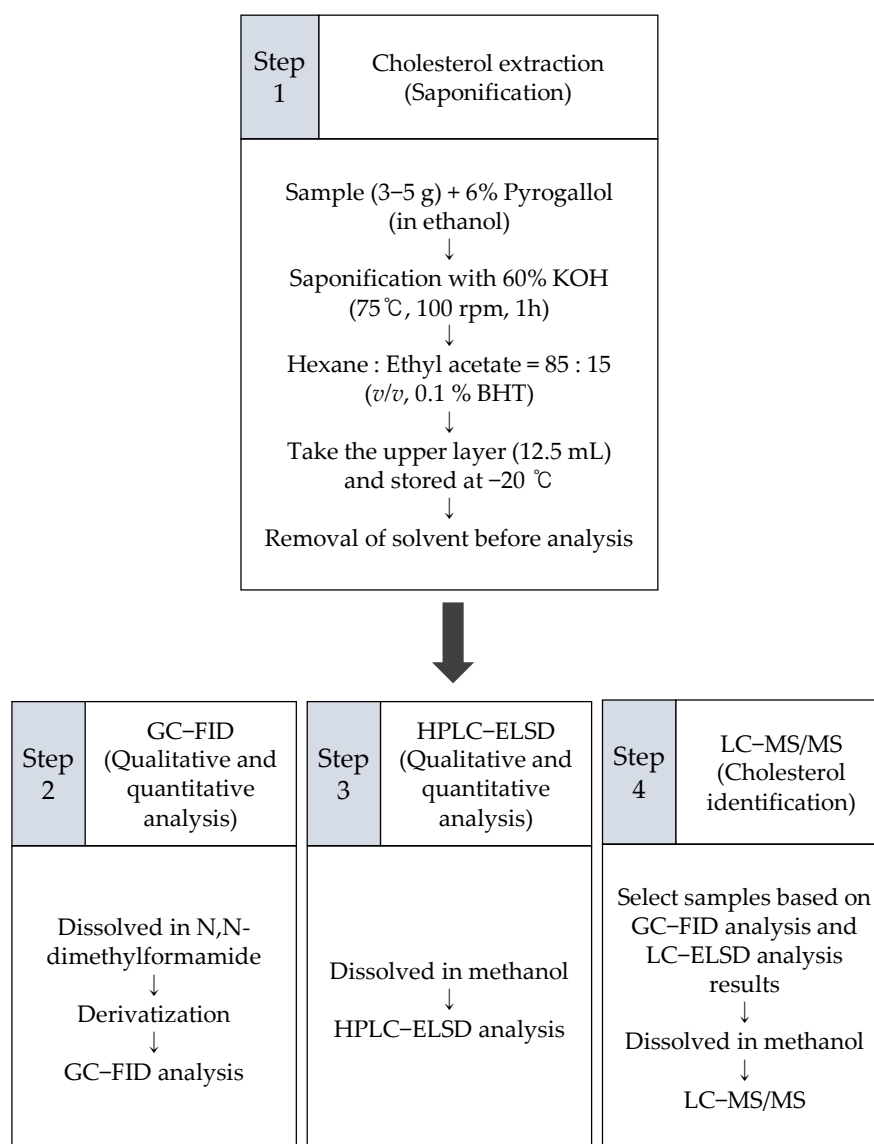 Step
1
Cholesterol extraction
(Saponification)
Sample (3−5 g) + 6% Pyrogallol
(in ethanol)
↓
Saponification with 60% KOH
(75℃, 100 rpm, 1h)
↓
Hexane : Ethyl acetate = 85 : 15
(v/v, 0.1 % BHT)
↓
Take the upper layer (12.5 mL)
and stored at −20 ℃
↓
Removal of solvent before analysis
Step
2
GC−FID
(Qualitative and
quantitative
analysis)
Dissolved in N,N-
dimethylformamide
↓
Derivatization
↓
GC−FID analysis
Step
3
HPLC−ELSD
(Qualitative and
quantitative
analysis)
Dissolved in methanol
↓
HPLC−ELSD analysis
Step
4
LC−MS/MS
(Cholesterol
identification)
Select samples based on
GC−FID analysis and
LC−ELSD analysis
results
↓
Dissolved in methanol
↓
LC−MS/MS